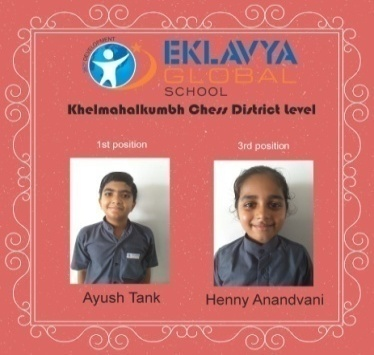 EKLAVYA
GLOBAL
SCHOOL
Khelmahalkumbh Chess District Level
1st position
3rd position
Ayush Tank
Henny Anandvani